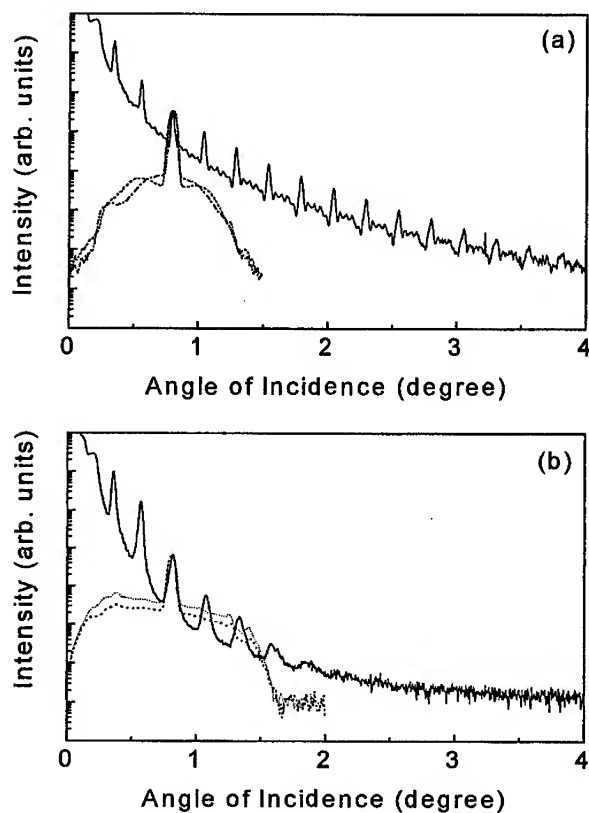 (a)
Intensity (arb. units)
0 1 2 3 4
Angle of Incidence (degree)
(b)
Intensity (arb. units)
0 1 2 3 4
Angle of Incidence (degree)